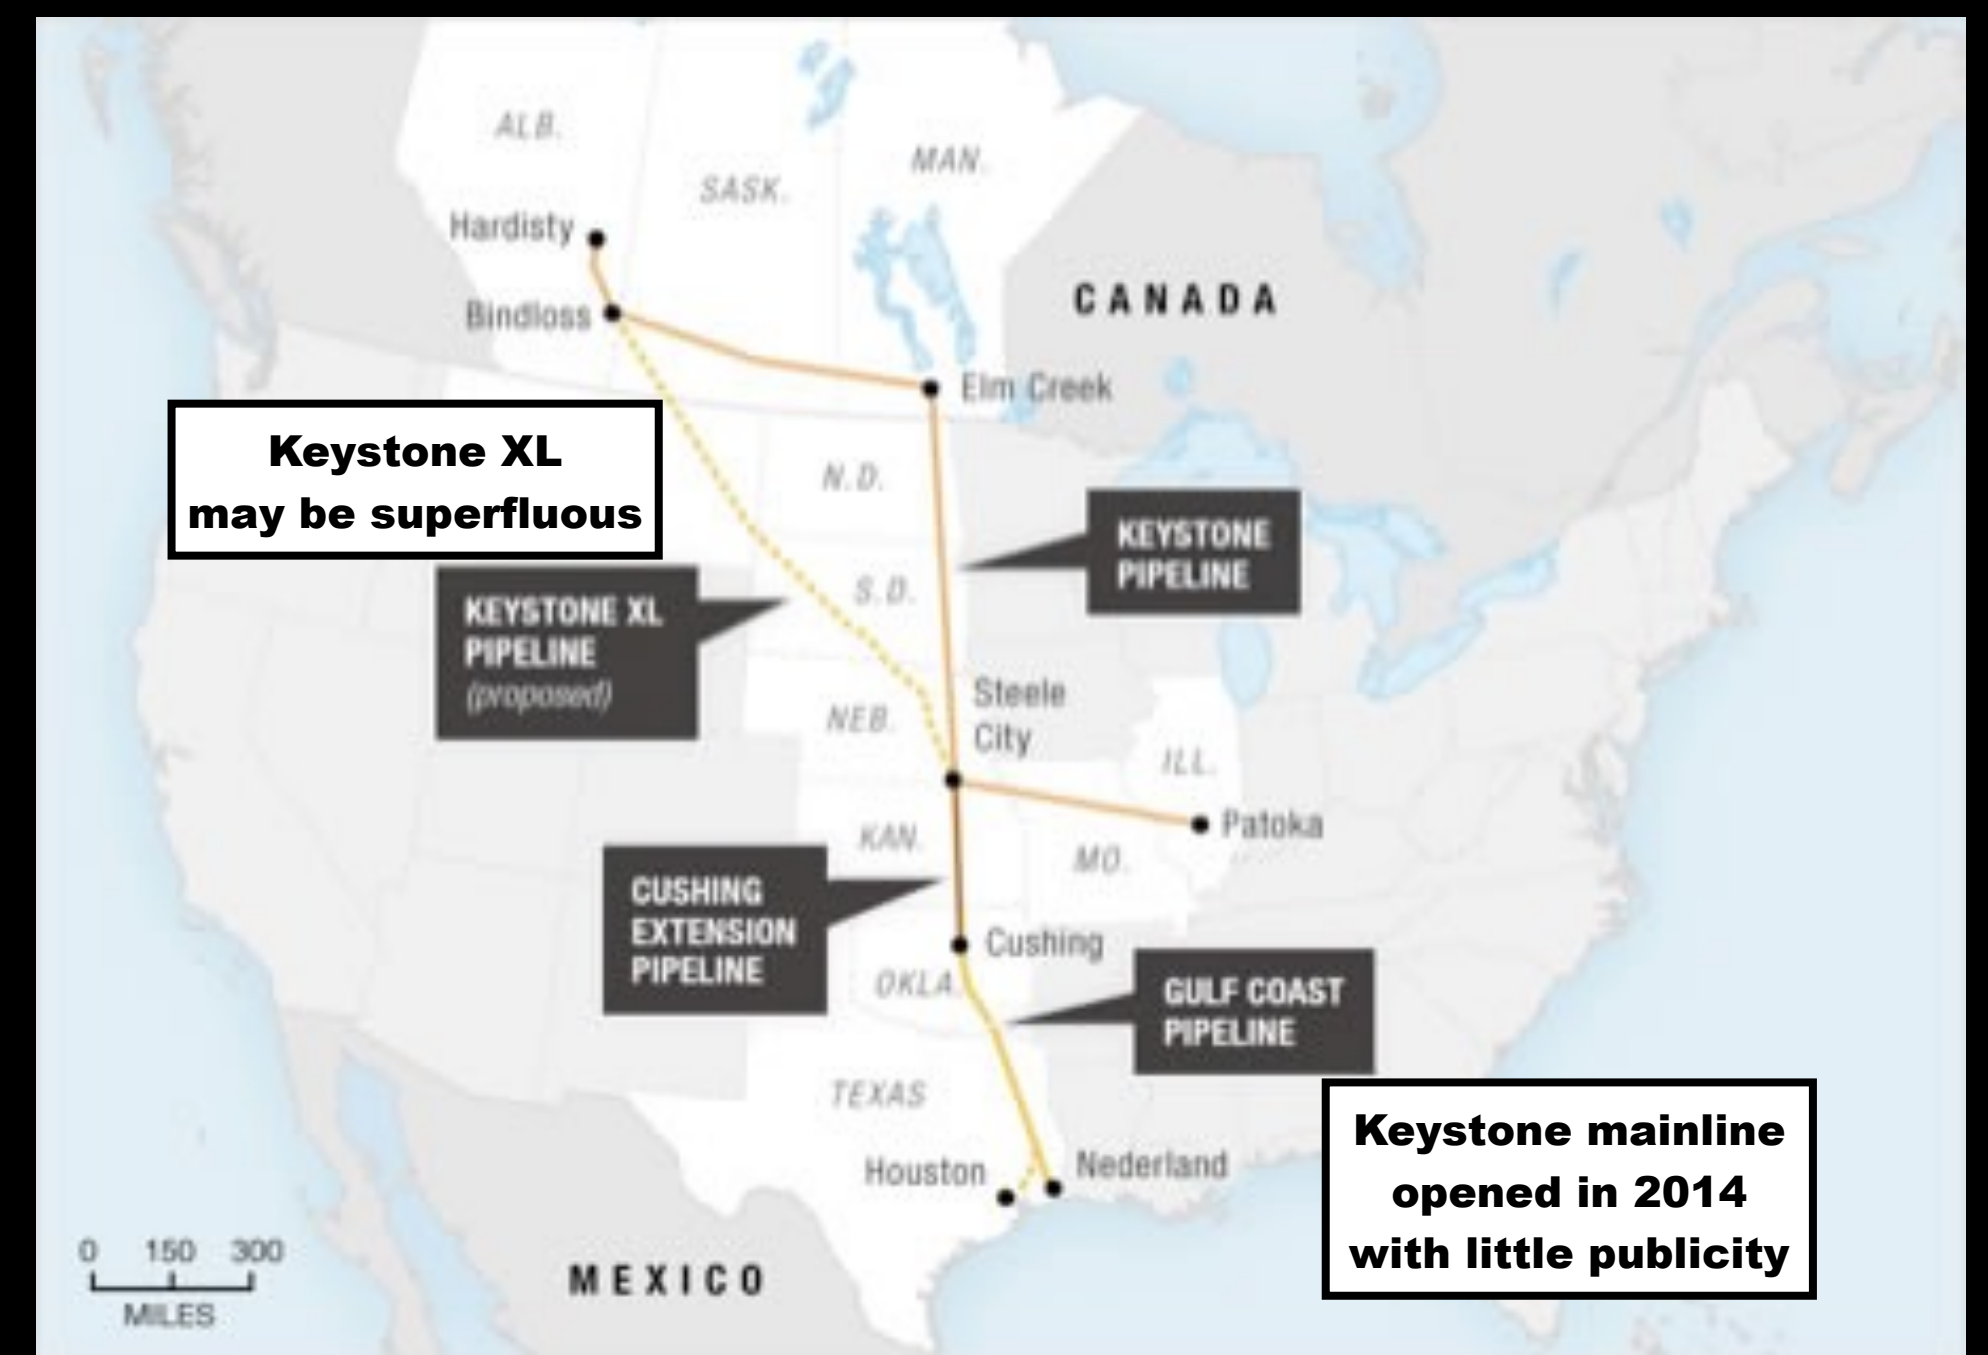 ALB.
MAN.
SASK.
Hardisty
CANADA
Bindloss
Elm Creek
Keystone XL
may be superfluous
N.D.
KEYSTONE
PIPELINE
S.D.
KEYSTONE XL
PIPELINE
(proposed)
Steele
City
NEB.
ILL.
Patoka
KAN.
MO.
CUSHING
EXTENSION
PIPELINE
Cushing
OKLA.
GULF COAST
PIPELINE
TEXAS
Houston
Nederland
Keystone mainline
opened in 2014
with little publicity
0 150 300
MILES
MEXICO